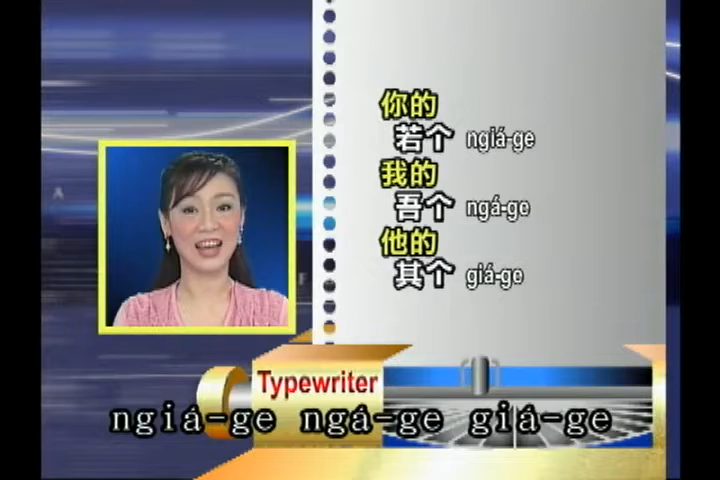 你的
若个 ngiá-ge
我的
吾个 ngá-ge
他的
其个 giá-ge
Typewriter
ngiá-ge ngá-ge giá-ge